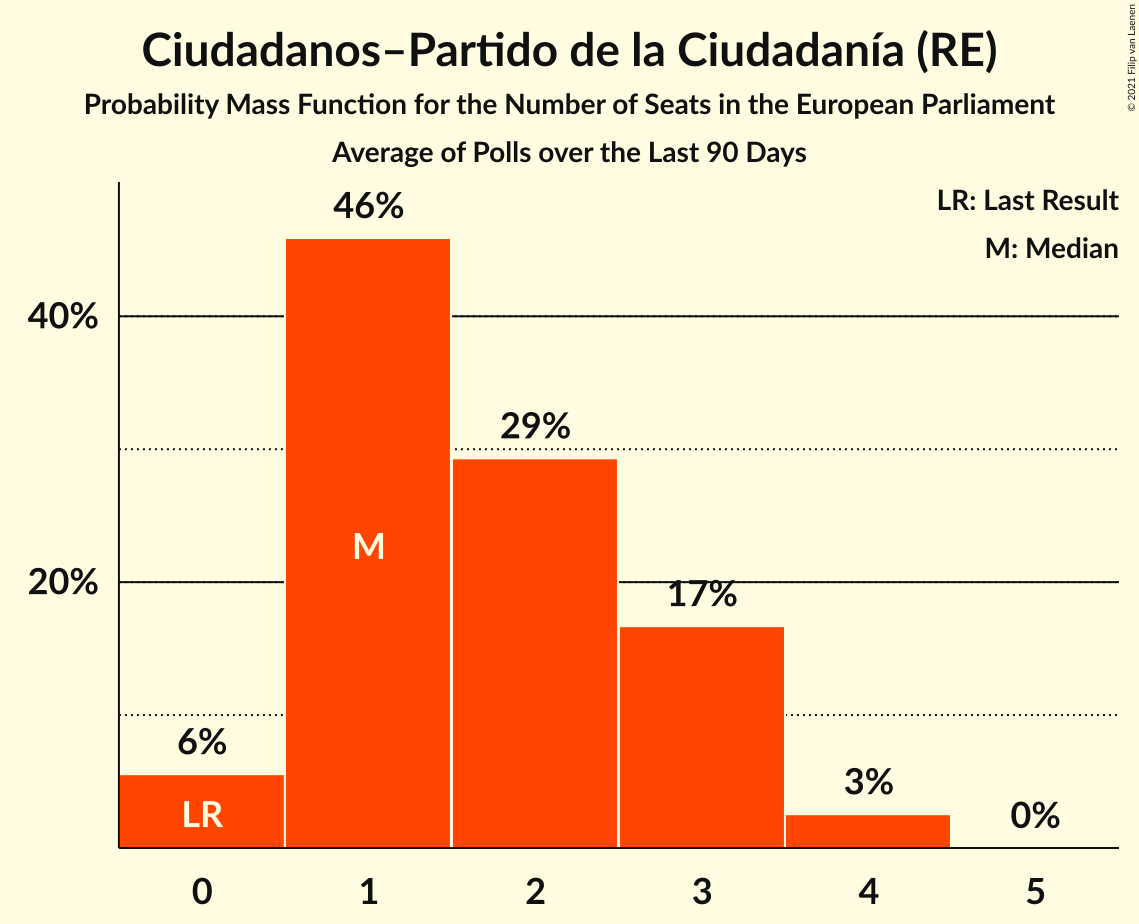 Ciudadanos–Partido de la Ciudadanía (RE)
Probability Mass Function for the Number of Seats in the European Parliament
Average of Polls over the Last 90 Days
© 2021 Filip van Laenen
LR: Last Result
M: Median
46%
40%
29%
M
20%
17%
6%
LR
3%
0%
0 1 2 3 4 5